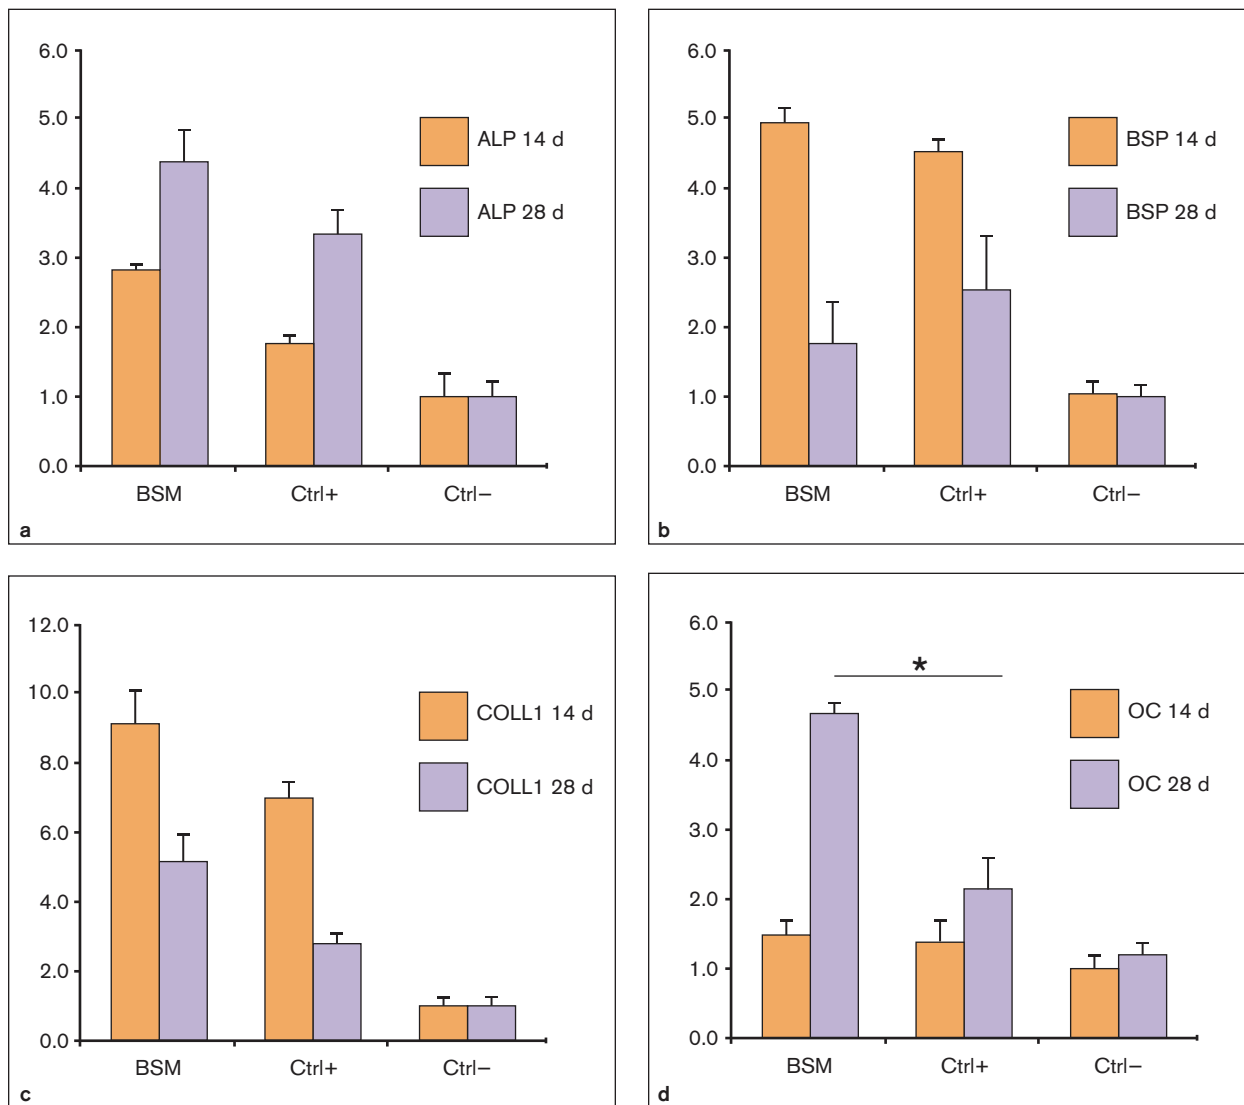 6.0
5.0
4.0
3.0
2.0
1.0
0.0
ALP 14 d
ALP 28 d
BSM Ctrl+ Ctrl–
a
6.0
5.0
4.0
3.0
2.0
1.0
0.0
BSP 14 d
BSP 28 d
BSM Ctrl+ Ctrl–
b
12.0
10.0
8.0
6.0
4.0
2.0
0.0
COLL1 14 d
COLL1 28 d
BSM Ctrl+ Ctrl–
c
6.0
5.0
4.0
3.0
2.0
1.0
0.0
*
OC 14 d
OC 28 d
BSM Ctrl+ Ctrl–
d